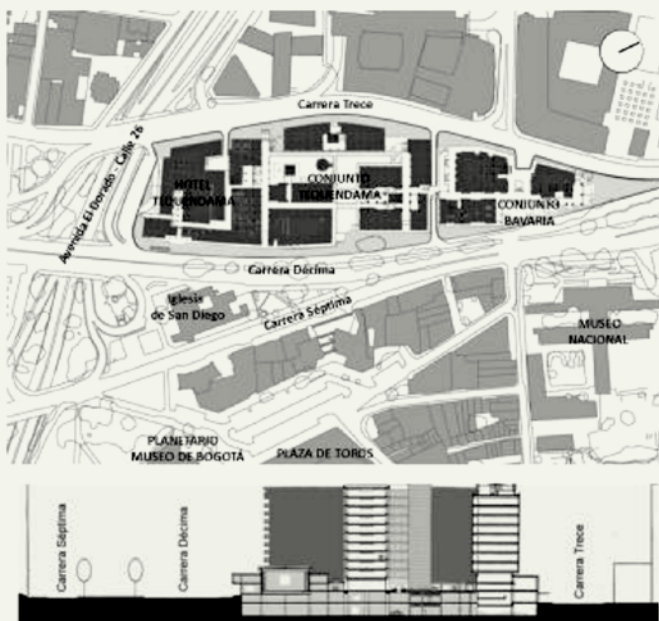 Carrera Trece
Avenida El Dorado - Calle 26
HOTEL
TEQUENDAMA
CONJUNTO
TEQUENDAMA
CONJUNTO
BAVARIA
Carrera Décima
Iglesia
de San Diego
Carrera Séptima
MUSEO
NACIONAL
PLANETARIO
MUSEO DE BOGOTÁ
PLAZA DE TOROS
Carrera Séptima
Carrera Décima
Carrera Trece